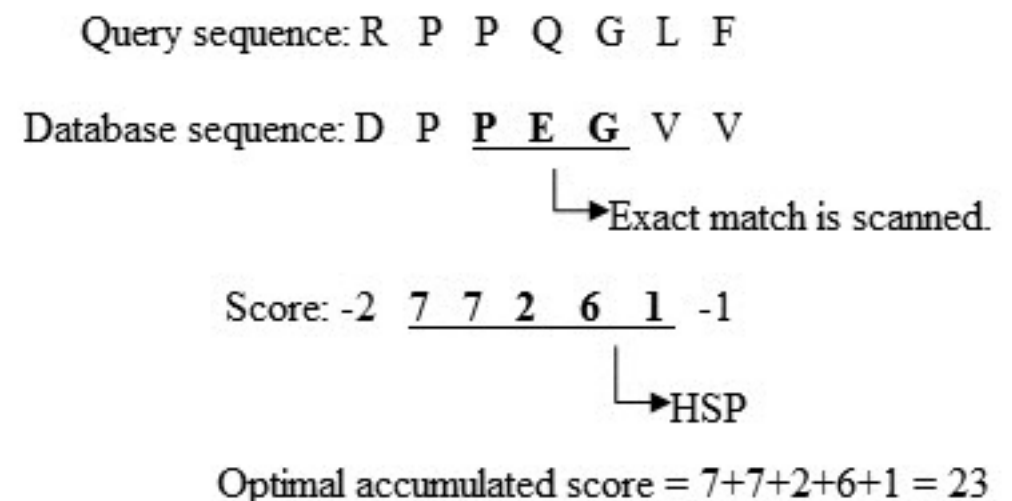 Query sequence: R P P Q G L F
Database sequence: D P P E G V V
Exact match is scanned.
Score: -2 7 7 2 6 1 -1
HSP
Optimal accumulated score = 7+7+2+6+1 = 23